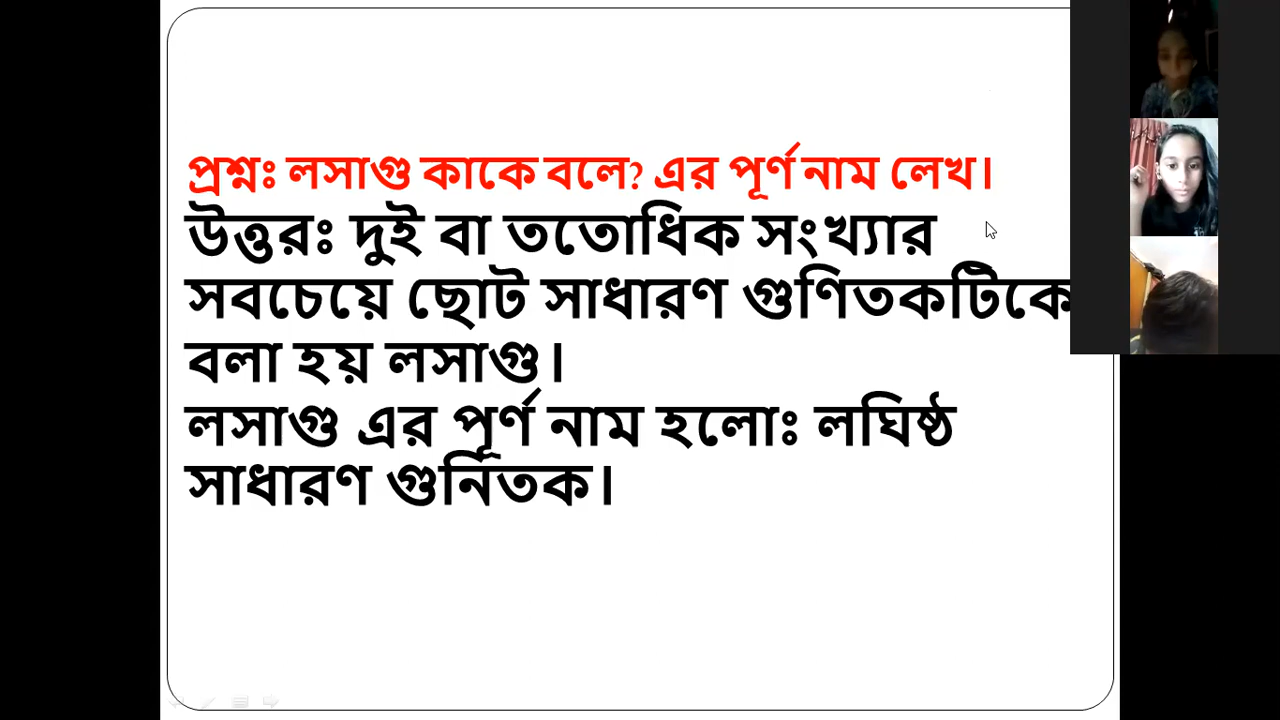 প্রশ্নঃ লসাগু কাকে বলে? এর পূর্ণ নাম লেখ।
উত্তরঃ দুই বা ততোধিক সংখ্যার
সবচেয়ে ছোট সাধারণ গুণিতকটিকে
বলা হয় লসাগু।
লসাগু এর পূর্ণ নাম হলোঃ লঘিষ্ঠ
সাধারণ গুনিতক।